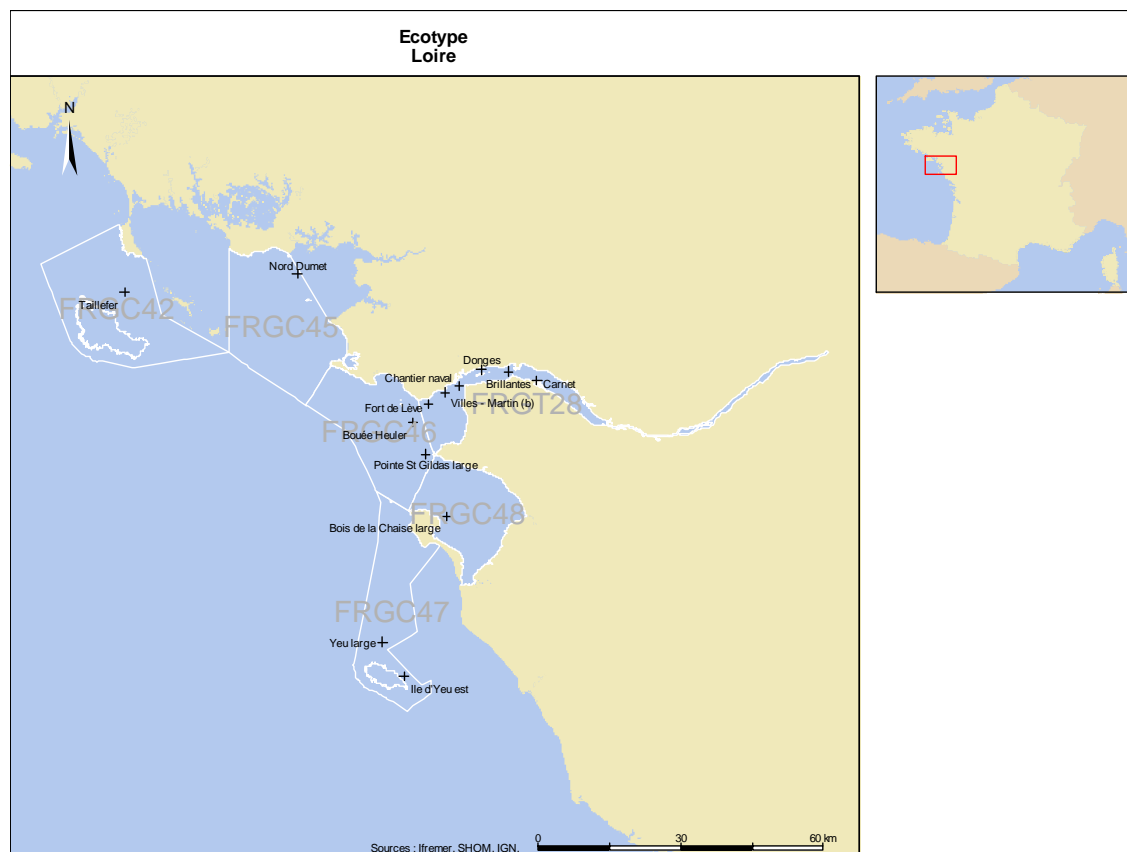 Ecotype
Loire
N
Nord Dumet
Taillefer
FRGC42
FRGC45
Donges
Chantier naval
Brillantes
Carnet
Fort de Lève
Villes - Martin (b)
FROT28
FRGC46
Bouée Heuler
Pointe St Gildas large
FRGC48
Bois de la Chaise large
FRGC47
Yeu large
Ile d'Yeu est
0 30 60 km
Sources : Ifremer, SHOM, IGN,